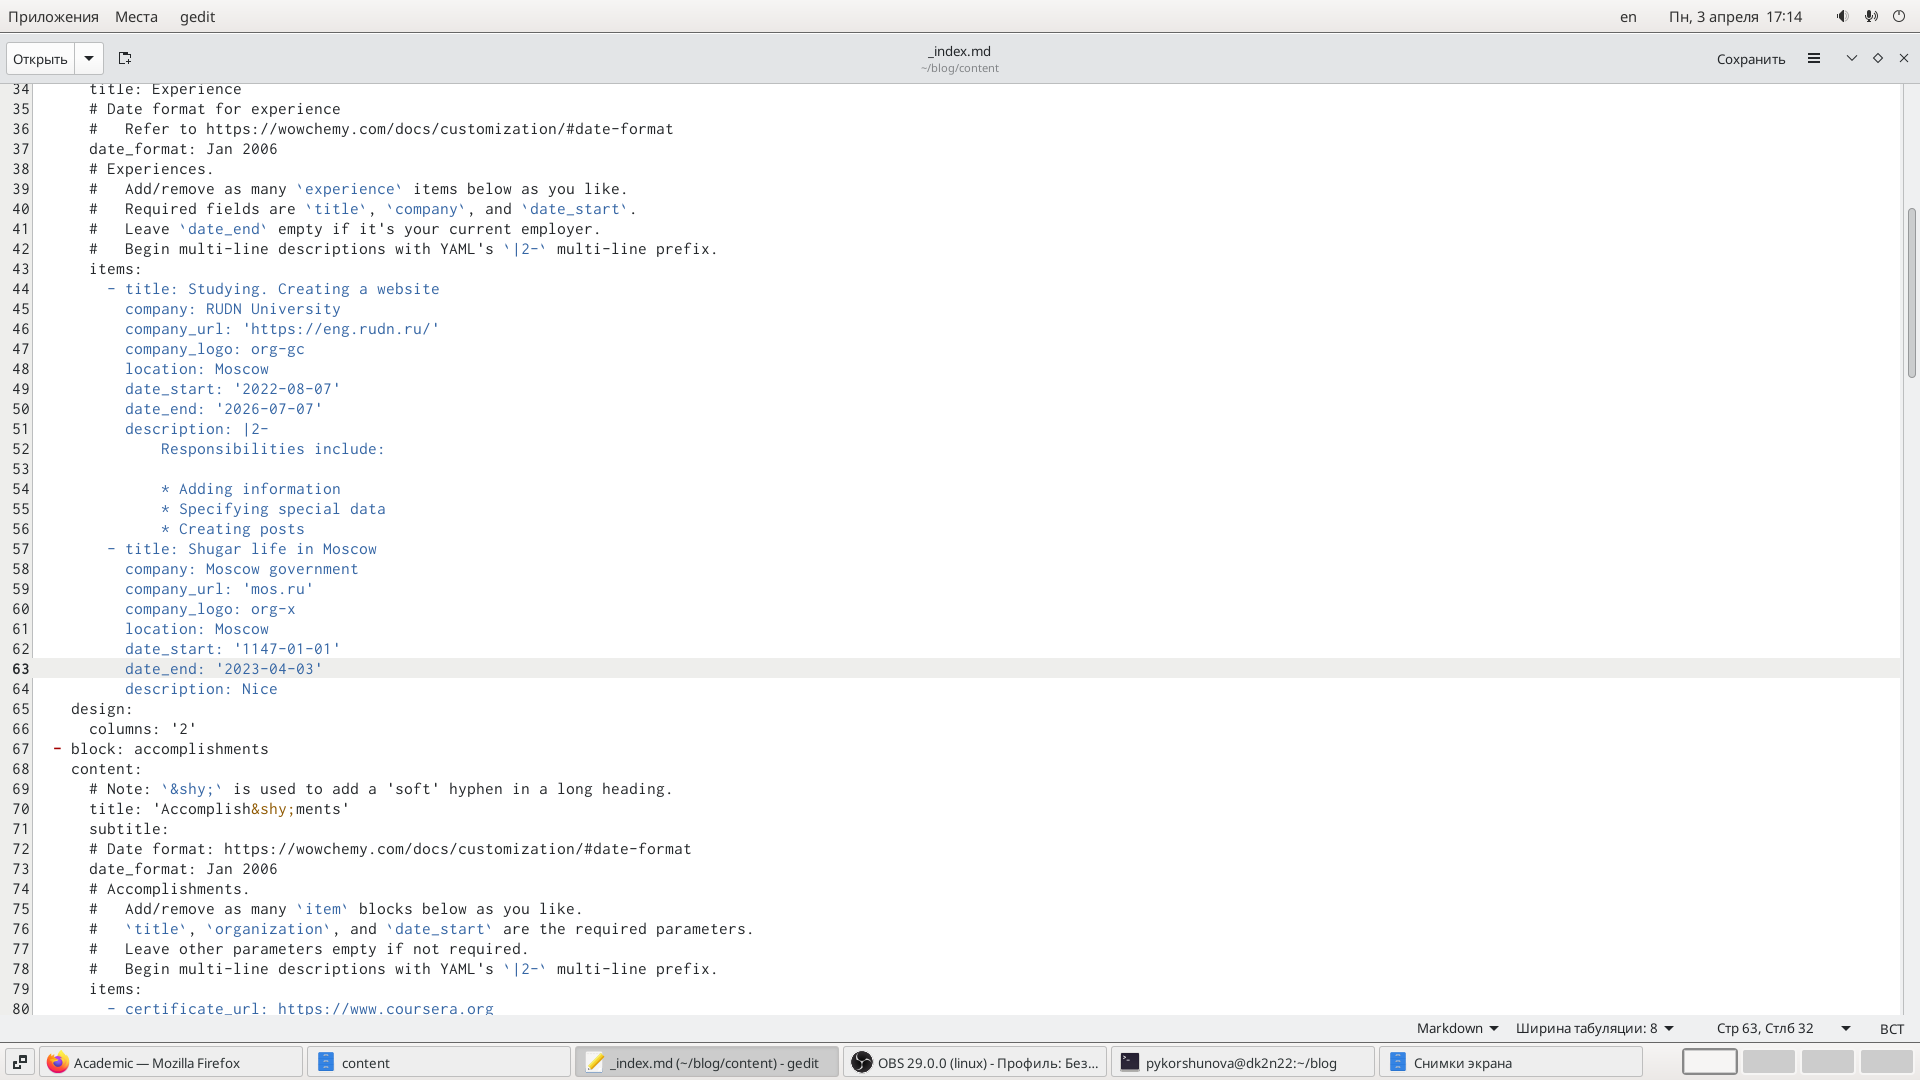 Приложения Места gedit en Пн, 3 апреля 17:14
Открыть _index.md Сохранить
~/blog/content
34 title: Experience
35 # Date format for experience
36 #   Refer to https://wowchemy.com/docs/customization/#date-format
37 date_format: Jan 2006
38 # Experiences.
39 #   Add/remove as many `experience` items below as you like.
40 #   Required fields are `title`, `company`, and `date_start`.
41 #   Leave `date_end` empty if it's your current employer.
42 #   Begin multi-line descriptions with YAML's `|2-` multi-line prefix.
43 items:
44 - title: Studying. Creating a website
45 company: RUDN University
46 company_url: 'https://eng.rudn.ru/'
47 company_logo: org-gc
48 location: Moscow
49 date_start: '2022-08-07'
50 date_end: '2026-07-07'
51 description: |2-
52 Responsibilities include:
53
54 * Adding information
55 * Specifying special data
56 * Creating posts
57 - title: Shugar life in Moscow
58 company: Moscow government
59 company_url: 'mos.ru'
60 company_logo: org-x
61 location: Moscow
62 date_start: '1147-01-01'
63 date_end: '2023-04-03'
64 description: Nice
65 design:
66 columns: '2'
67 - block: accomplishments
68 content:
69 # Note: `&shy;` is used to add a 'soft' hyphen in a long heading.
70 title: 'Accomplish&shy;ments'
71 subtitle:
72 # Date format: https://wowchemy.com/docs/customization/#date-format
73 date_format: Jan 2006
74 # Accomplishments.
75 #   Add/remove as many `item` blocks below as you like.
76 #   `title`, `organization`, and `date_start` are the required parameters.
77 #   Leave other parameters empty if not required.
78 #   Begin multi-line descriptions with YAML's `|2-` multi-line prefix.
79 items:
80 - certificate_url: https://www.coursera.org
Markdown Ширина табуляции: 8 Стр 63, Стлб 32 ВСТ
Academic — Mozilla Firefox content _index.md (~/blog/content) - gedit OBS 29.0.0 (linux) - Профиль: Без... pykorshunova@dk2n22:~/blog Снимки экрана